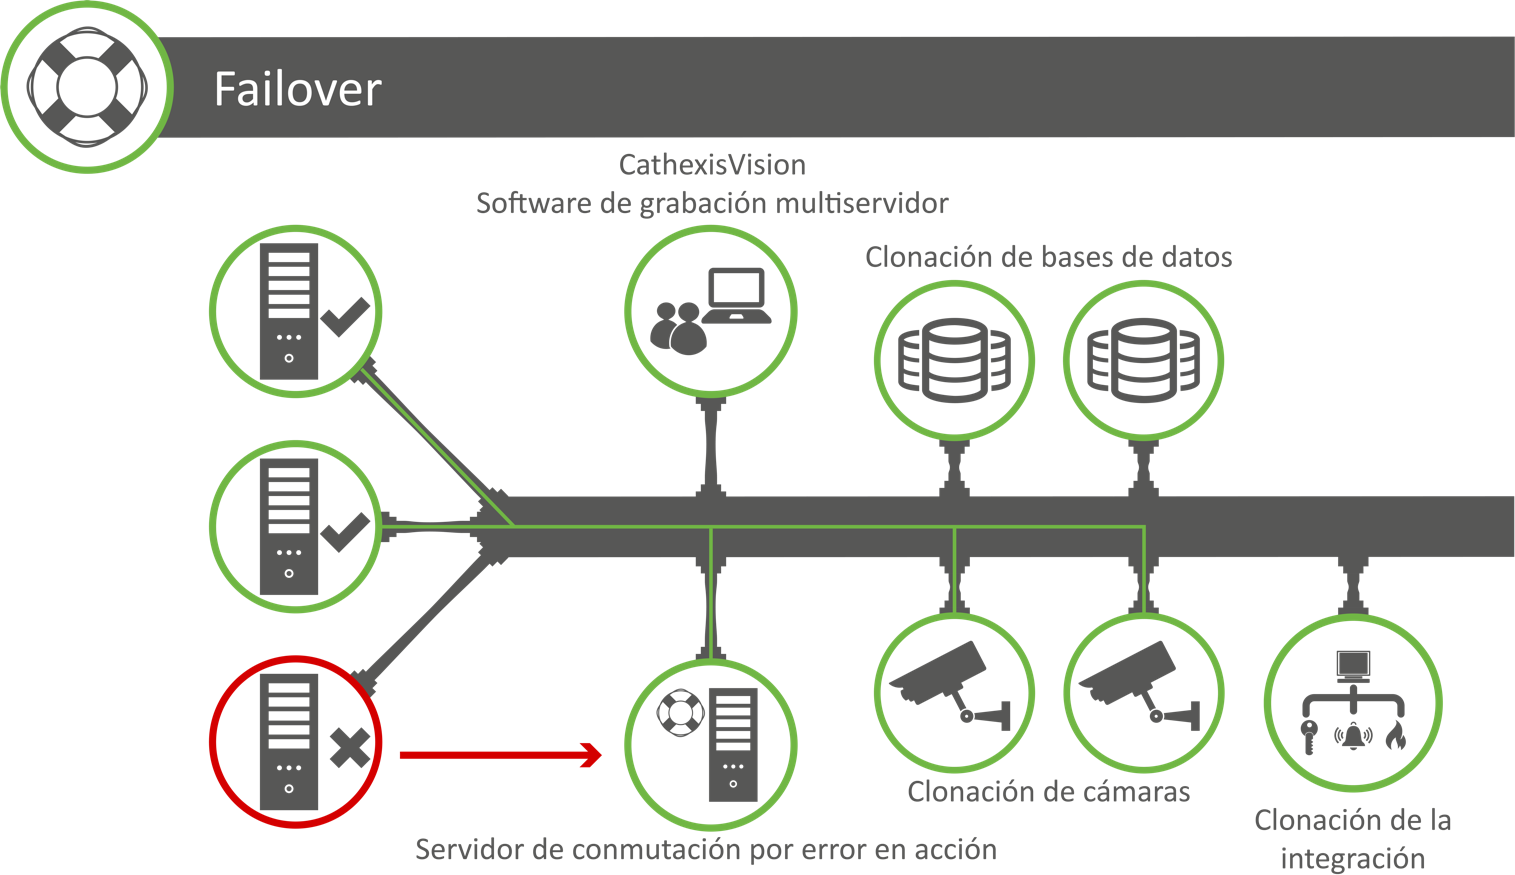 Failover
CathexisVision
Software de grabación multiservidor
Clonación de bases de datos
Clonación de cámaras
Clonación de la
integración
Servidor de conmutación por error en acción